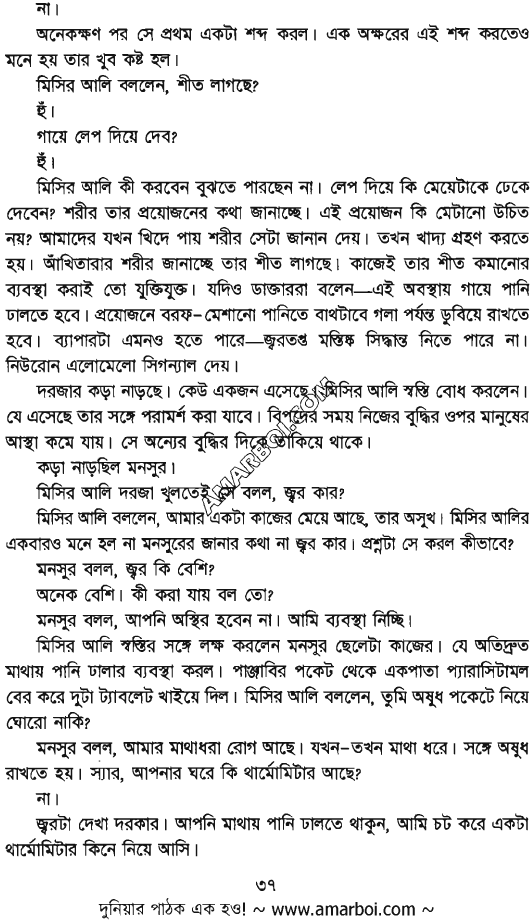 না।
অনেকক্ষণ পর সে প্রথম একটা শব্দ করল। এক অক্ষরের এই শব্দ করতেও
মনে হয় তার খুব কষ্ট হল।
মিসির আলি বললেন, শীত লাগছে?
হুঁ।
গায়ে লেপ দিয়ে দেব?
হুঁ।
মিসির আলি কী করবেন বুঝতে পারছেন না। লেপ দিয়ে কি মেয়েটাকে ঢেকে
দেবেন? শরীর তার প্রয়োজনের কথা জানাচ্ছে। এই প্রয়োজন কি মেটানো উচিত
নয়? আমাদের যখন খিদে পায় শরীর সেটা জানান দেয়। তখন খাদ্য গ্রহণ করতে
হয়। আঁখিতারার শরীর জানাচ্ছে তার শীত লাগছে। কাজেই তার শীত কমানোর
ব্যবস্থা করাই তো যুক্তিযুক্ত। যদিও ডাক্তাররা বলেন—এই অবস্থায় গায়ে পানি
ঢালতে হবে। প্রয়োজনে বরফ-মেশানো পানিতে বাথটাবে গলা পর্যন্ত ডুবিয়ে রাখতে
হবে। ব্যাপারটা এমনও হতে পারে—জ্বরতপ্ত মস্তিষ্ক সিদ্ধান্ত নিতে পারে না।
নিউরোন এলোমেলো সিগন্যাল দেয়।
দরজার কড়া নাড়ছে। কেউ একজন এসেছে। মিসির আলি স্বস্তি বোধ করলেন।
যে এসেছে তার সঙ্গে পরামর্শ করা যাবে। বিপদের সময় নিজের বুদ্ধির ওপর মানুষের
আস্থা কমে যায়। সে অন্যের বুদ্ধির দিকে তাকিয়ে থাকে।
কড়া নাড়ছিল মনসুর।
মিসির আলি দরজা খুলতেই সে বলল, জ্বর কার?
মিসির আলি বললেন, আমার একটা কাজের মেয়ে আছে, তার অসুখ। মিসির আলির
একবারও মনে হল না মনসুরের জানার কথা না জ্বর কার। প্রশ্নটা সে করল কীভাবে?
মনসুর বলল, জ্বর কি বেশি?
অনেক বেশি। কী করা যায় বল তো?
মনসুর বলল, আপনি অস্থির হবেন না। আমি ব্যবস্থা নিচ্ছি।
মিসির আলি স্বস্তির সঙ্গে লক্ষ করলেন মনসুর ছেলেটা কাজের। যে অতিদ্রুত
মাথায় পানি ঢালার ব্যবস্থা করল। পাঞ্জাবির পকেট থেকে একপাতা প্যারাসিটামল
বের করে দুটা ট্যাবলেট খাইয়ে দিল। মিসির আলি বললেন, তুমি অষুধ পকেটে নিয়ে
ঘোরো নাকি?
মনসুর বলল, আমার মাথাধরা রোগ আছে। যখন-তখন মাথা ধরে। সঙ্গে অষুধ
রাখতে হয়। স্যার, আপনার ঘরে কি থার্মোমিটার আছে?
না।
জ্বরটা দেখা দরকার। আপনি মাথায় পানি ঢালতে থাকুন, আমি চট করে একটা
থার্মোমিটার কিনে নিয়ে আসি।
৩৭
দুনিয়ার পাঠক এক হও! ~ www.amarboi.com ~
AMARBOI.COM